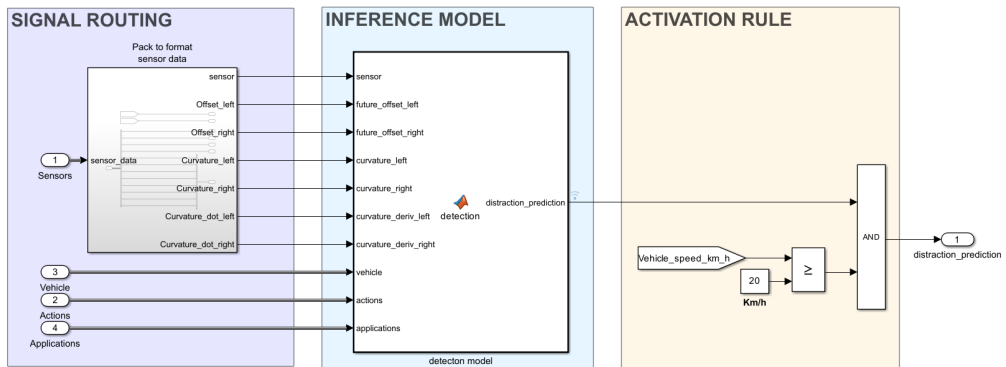 SIGNAL ROUTING
INFERENCE MODEL
ACTIVATION RULE
Pack to format
sensor data
sensor
Offset_left
Offset_right
Curvature_left
Curvature_right
Curvature_dot_left
Curvature_dot_right
1
Sensors
sensor_data
3
Vehicle
2
Actions
4
Applications
sensor
future_offset_left
future_offset_right
curvature_left
curvature_right
curvature_deriv_left
curvature_deriv_right
vehicle
actions
applications
detection
distraction_prediction
detecton model
Vehicle_speed_km_h
20
Km/h
≥
AND
1
distraction_prediction